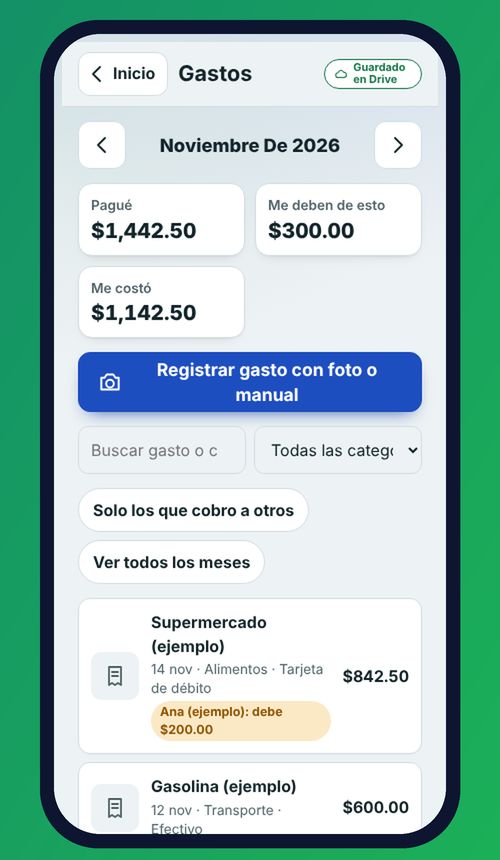 Inicio
Gastos
Guardado
en Drive
Noviembre De 2026
Pagué
$1,442.50
Me deben de esto
$300.00
Me costó
$1,142.50
Registrar gasto con foto o
manual
Buscar gasto o c
Todas las catego
Solo los que cobro a otros
Ver todos los meses
Supermercado
(ejemplo)
14 nov · Alimentos · Tarjeta
de débito
$842.50
Ana (ejemplo): debe
$200.00
Gasolina (ejemplo)
12 nov · Transporte ·
Efectivo
$600.00